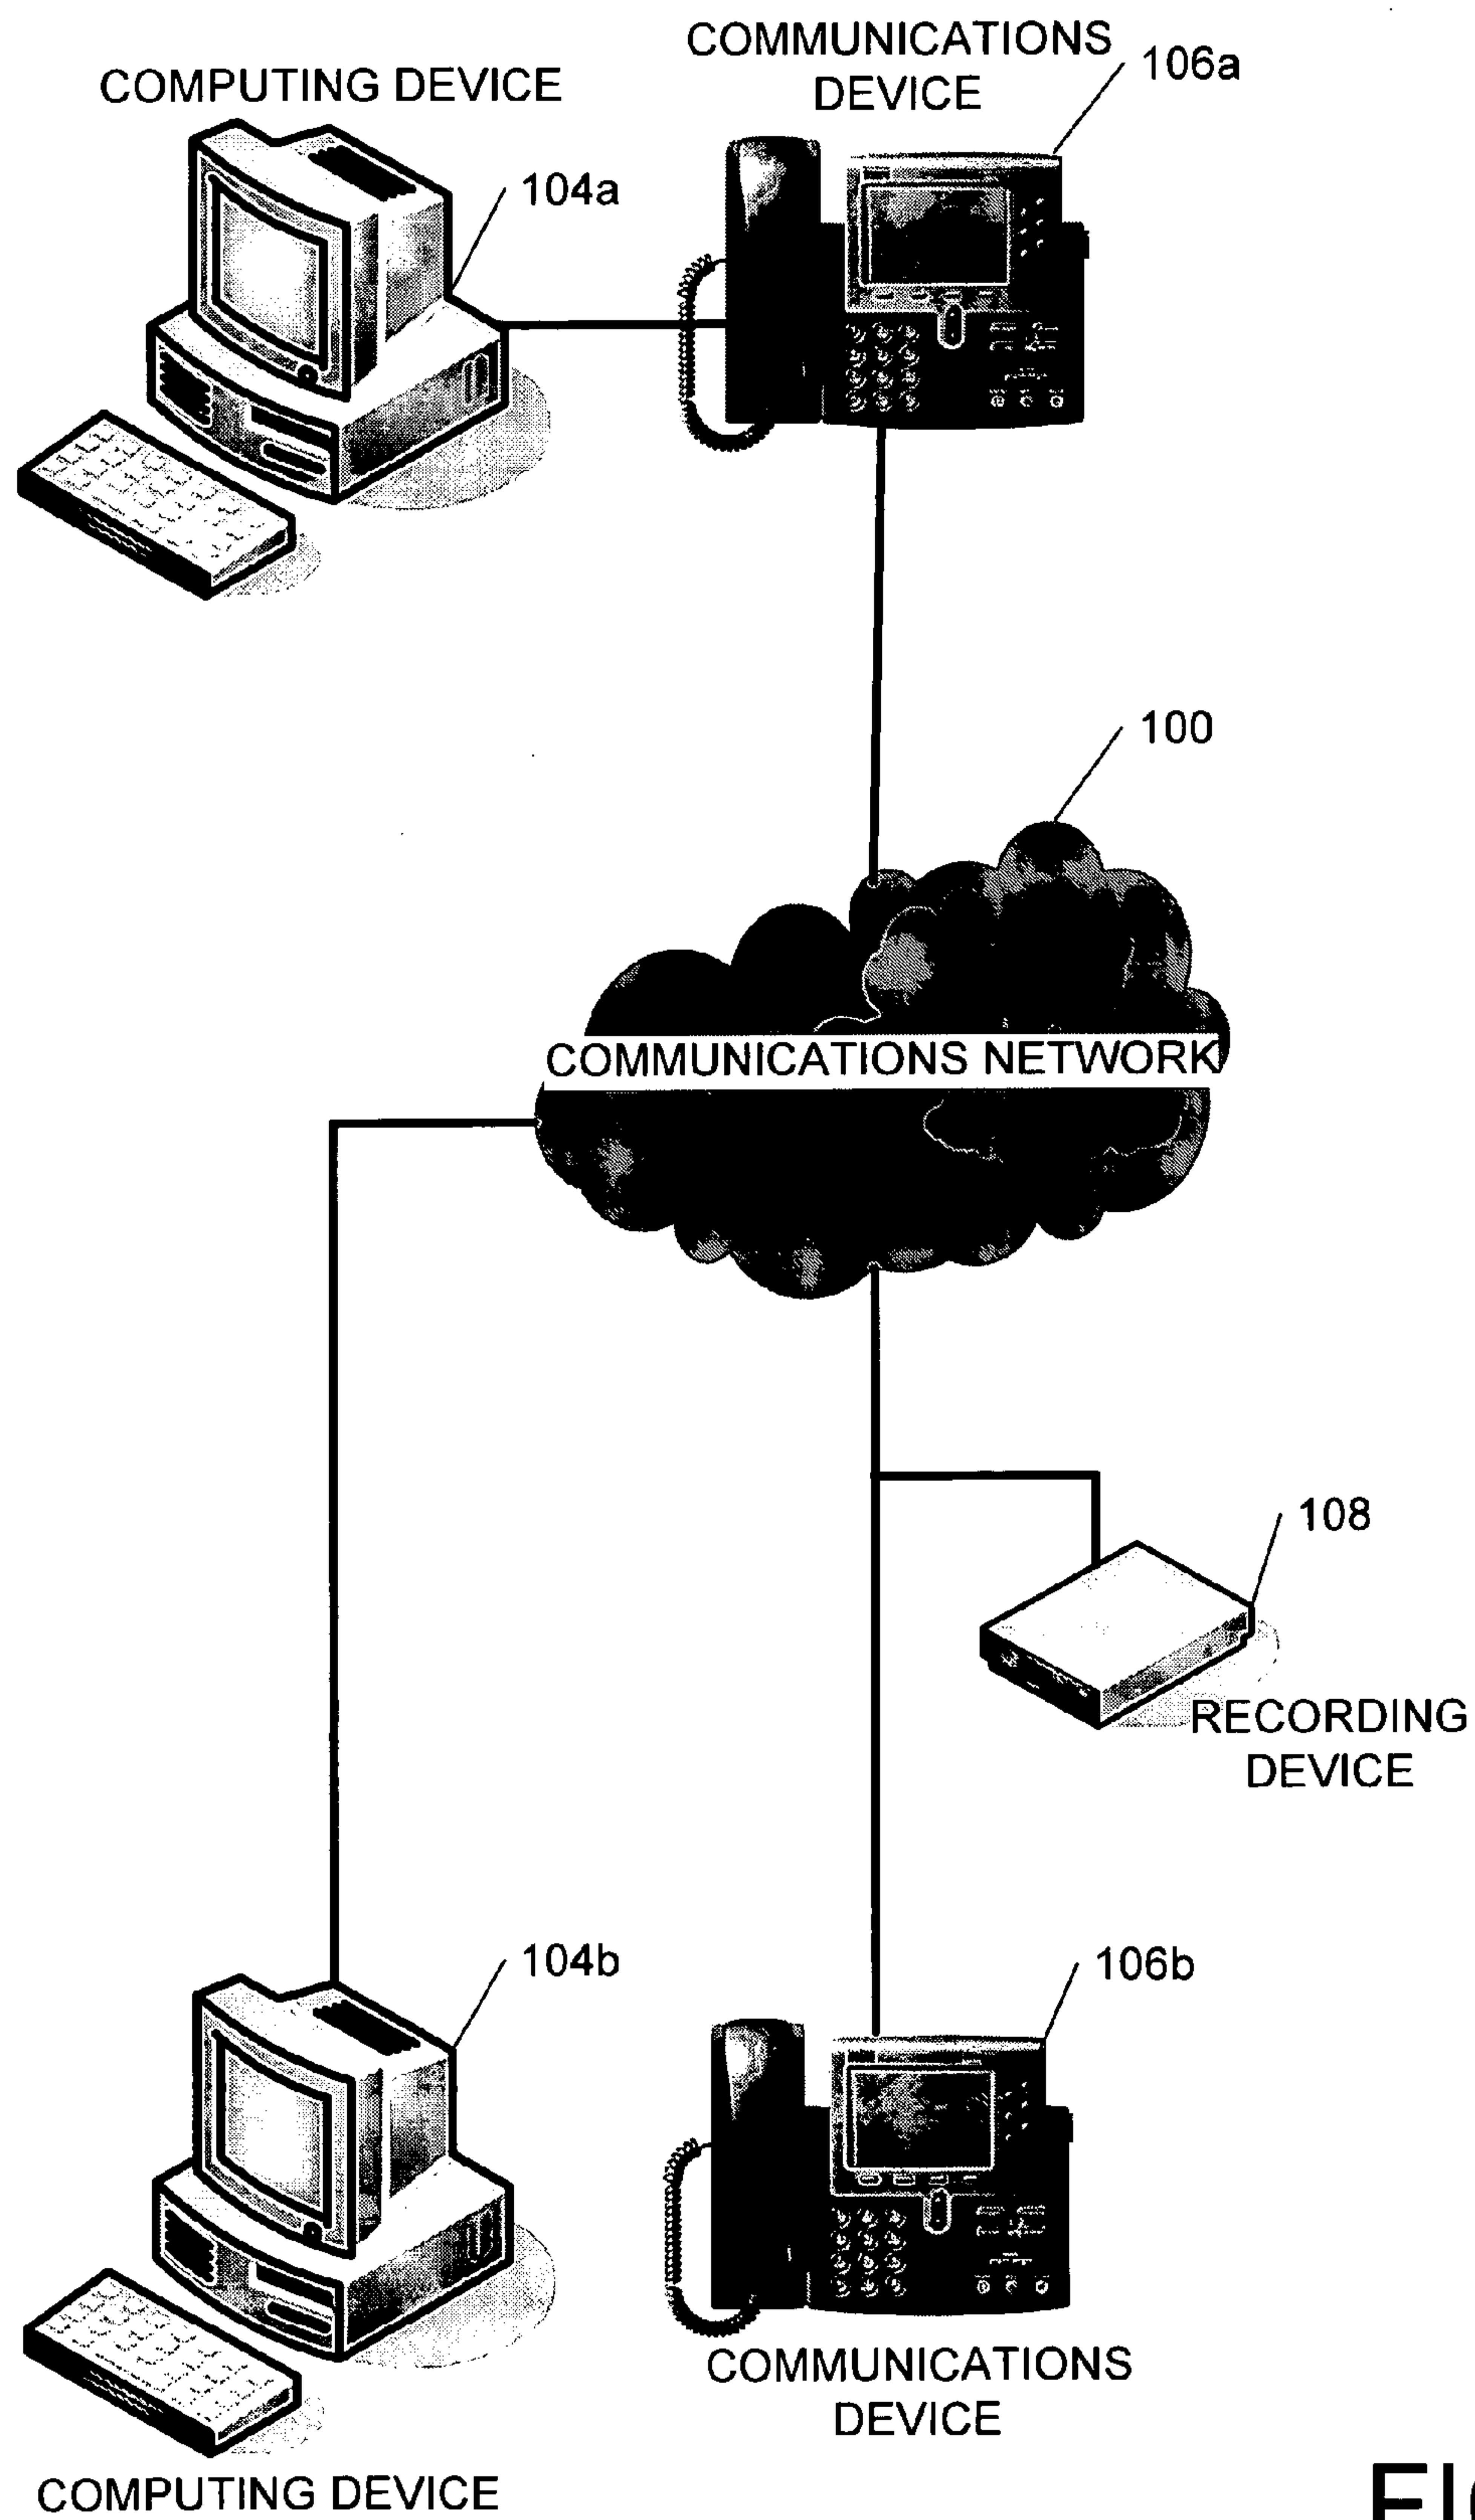 COMMUNICATIONS
DEVICE
106a
COMPUTING DEVICE
104a
100
COMMUNICATIONS NETWORK
108
RECORDING
DEVICE
104b
106b
COMMUNICATIONS
DEVICE
COMPUTING DEVICE